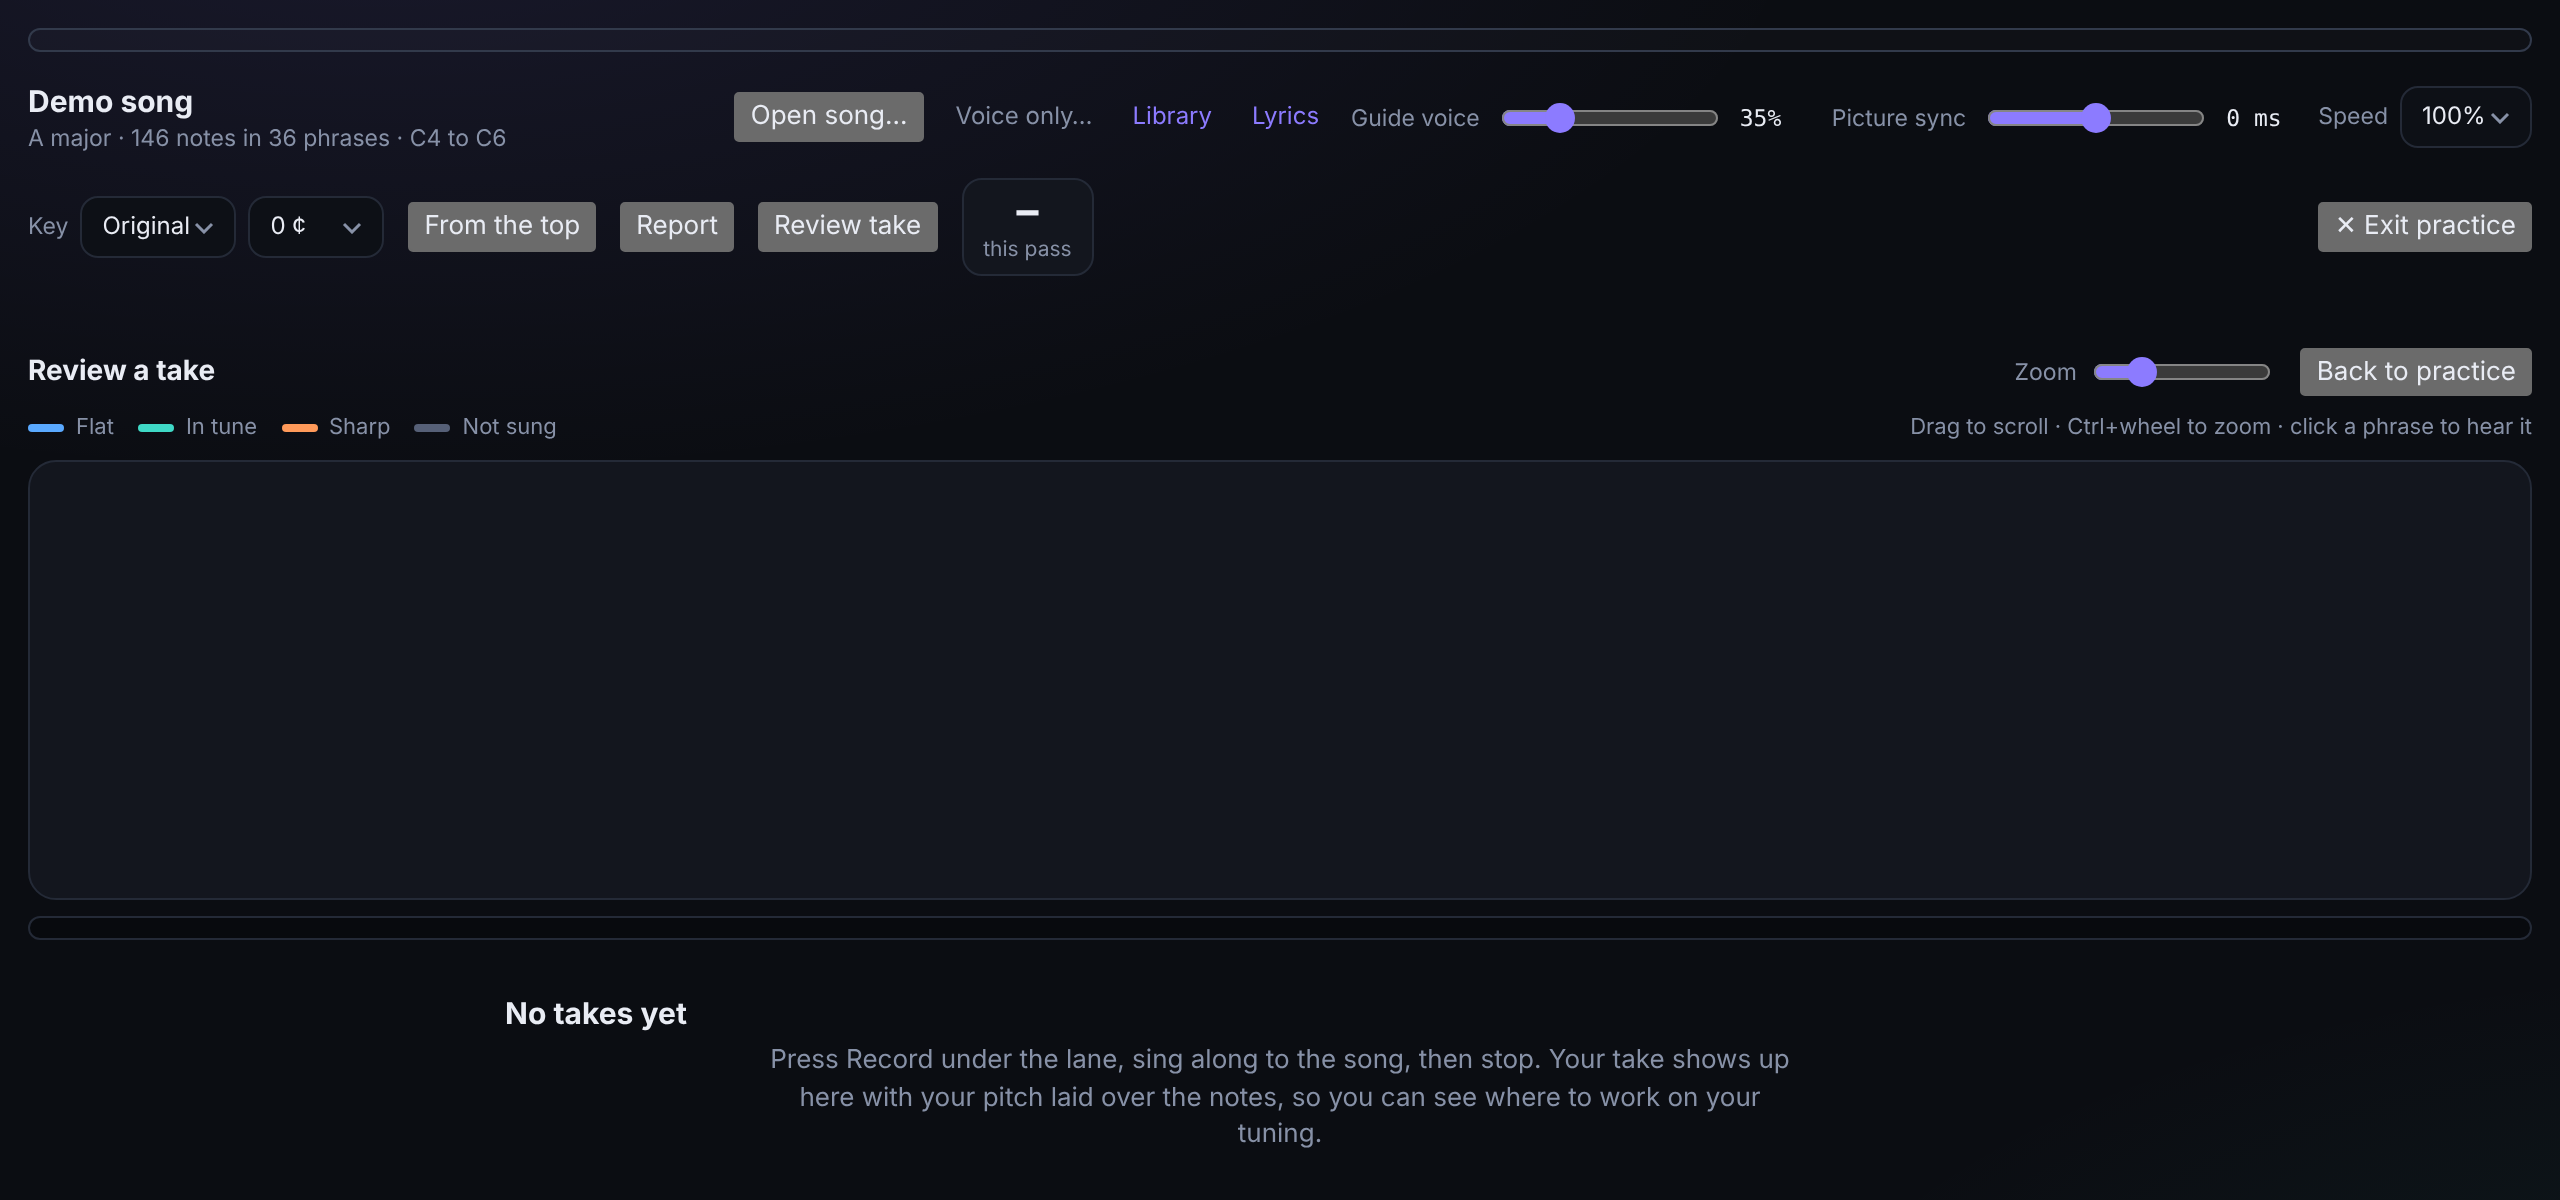 Demo song
A major · 146 notes in 36 phrases · C4 to C6
Open song... Voice only... Library Lyrics Guide voice 35% Picture sync 0 ms Speed 100%
Key Original 0 ¢ From the top Report Review take
–
this pass
✕ Exit practice
Review a take
Zoom Back to practice
Flat In tune Sharp Not sung
Drag to scroll · Ctrl+wheel to zoom · click a phrase to hear it
No takes yet
Press Record under the lane, sing along to the song, then stop. Your take shows up
here with your pitch laid over the notes, so you can see where to work on your
tuning.